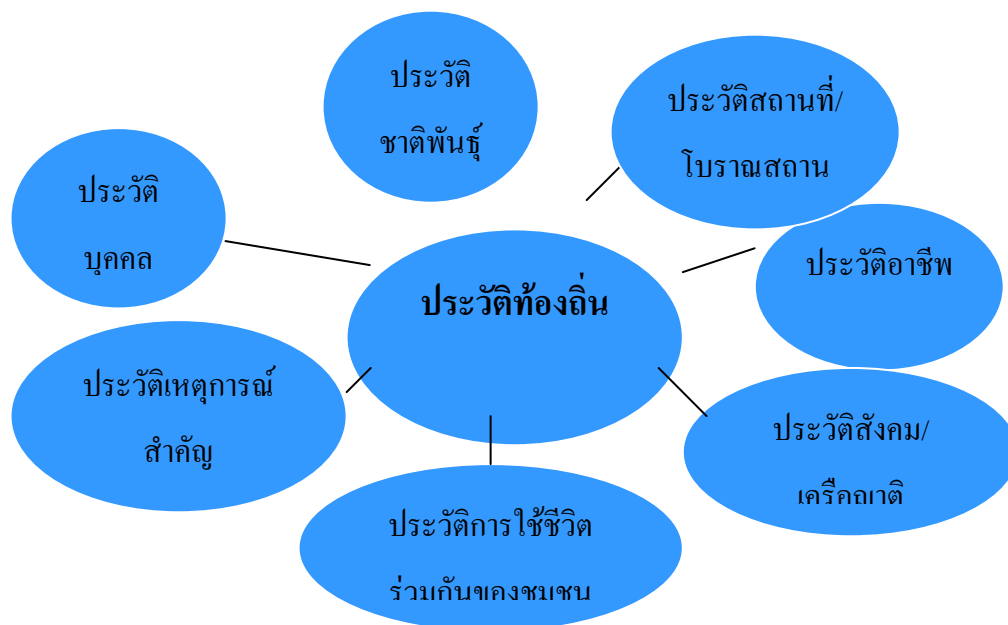 ประวัติ
ชาติพันธุ์
ประวัติสถานที่/
โบราณสถาน
ประวัติ
บุคคล
ประวัติอาชีพ
ประวัติท้องถิ่น
ประวัติเหตุการณ์
สำคัญ
ประวัติสังคม/
เครือญาติ
ประวัติการใช้ชีวิต
ร่วมกันของชุมชน